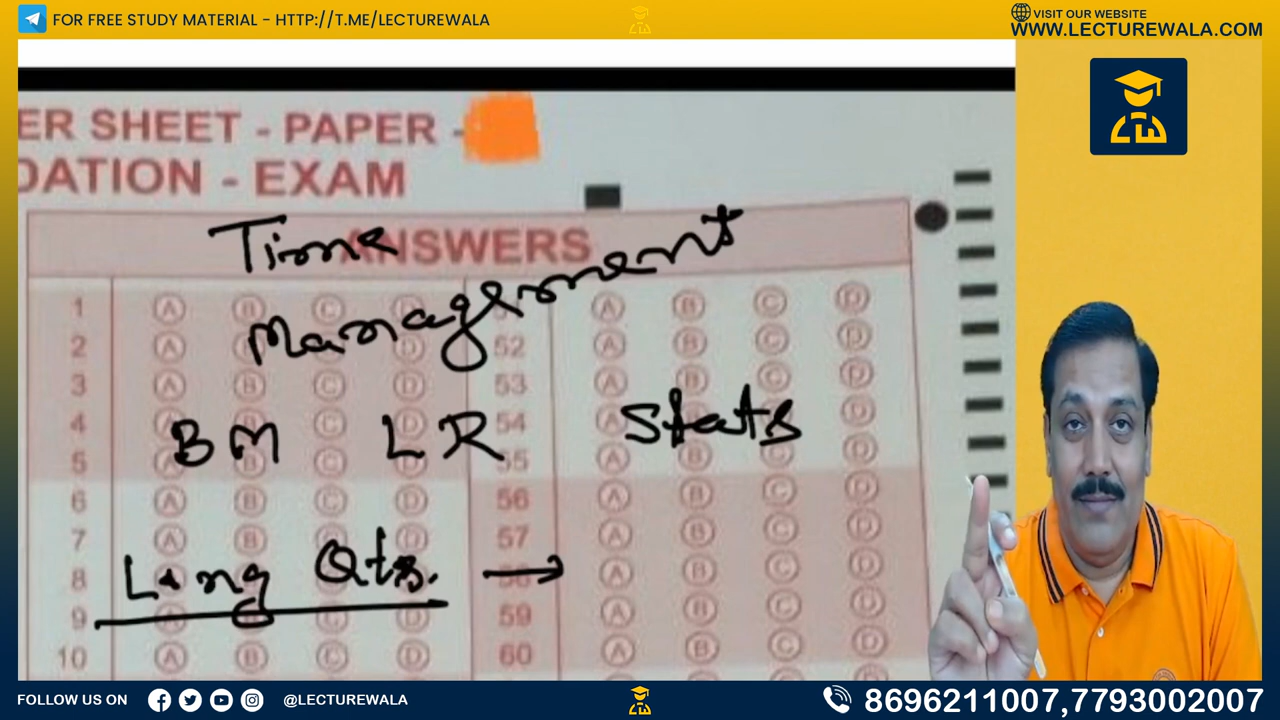 FOR FREE STUDY MATERIAL - HTTP://T.ME/LECTUREWALA
VISIT OUR WEBSITE
WWW.LECTUREWALA.COM
ER SHEET - PAPER -
DATION - EXAM
Time
ANSWERS
Management
1 A B C D A B C D
2 A D 52 A B C D
3 A B C D 53 A B C D
4 A B C D 54 A B C D
5 A B C D 55 A B C D
BM LR Stats
6 A B C D 56 A B C D
7 A B C D 57 A B C D
8 A B C D 58 A B C D
Long Qts.
9 A B C D 59 A B C D
10 A B C D 60 A B C D
FOLLOW US ON
@LECTUREWALA
8696211007,7793002007